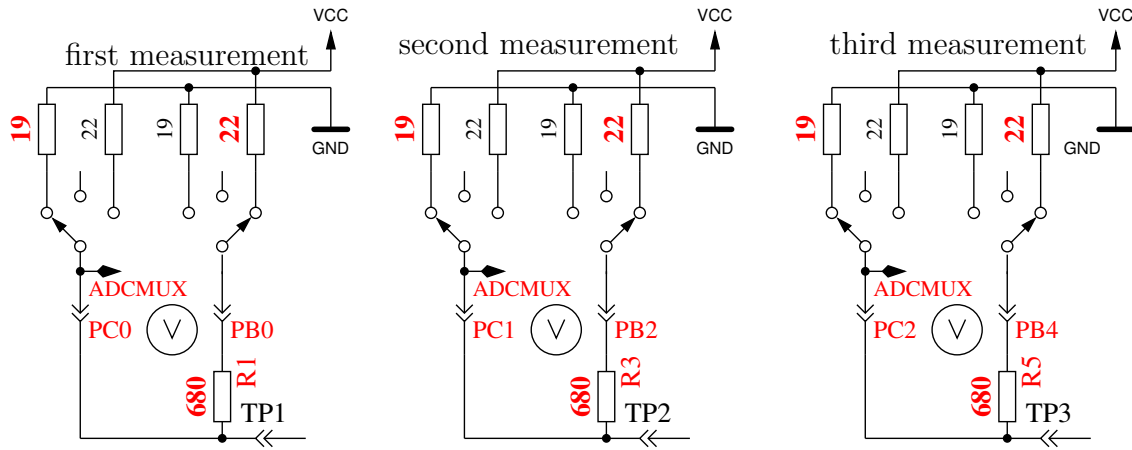 VCC
first measurement
19
22
19
22
GND
ADCMUX
PC0
V
PB0
R1
680
TP1
VCC
second measurement
19
22
19
22
GND
ADCMUX
PC1
V
PB2
R3
680
TP2
VCC
third measurement
19
22
19
22
GND
ADCMUX
PC2
V
PB4
R5
680
TP3